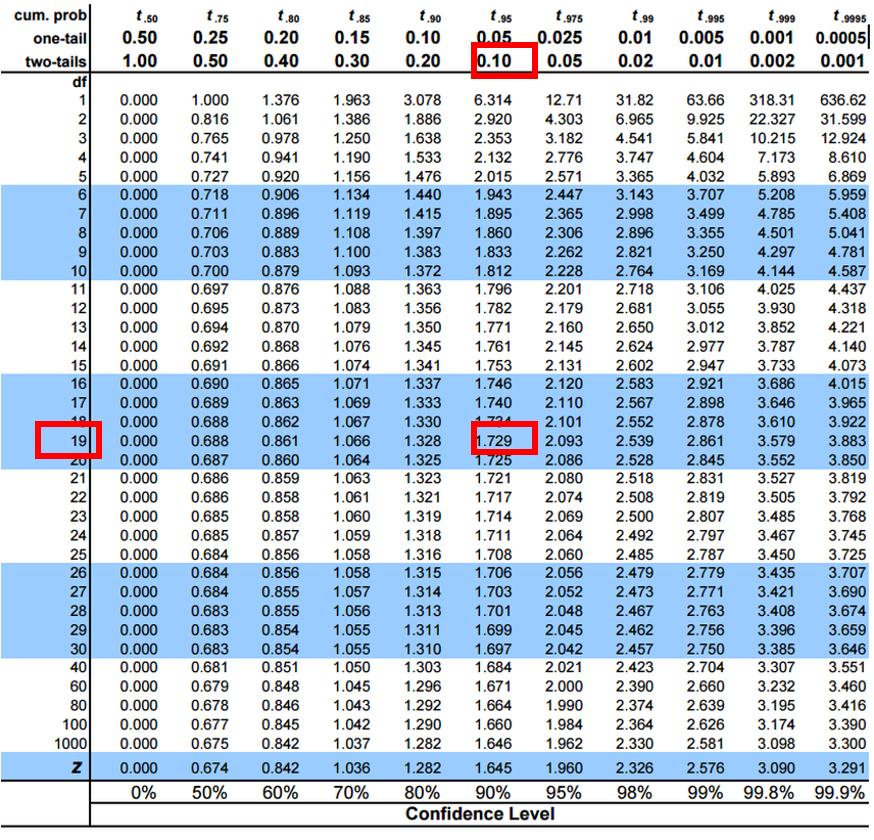 cum. prob t.50 t.75 t.80 t.85 t.90 t.95 t.975 t.99 t.995 t.999 t.9995
one-tail 0.50 0.25 0.20 0.15 0.10 0.05 0.025 0.01 0.005 0.001 0.0005
two-tails 1.00 0.50 0.40 0.30 0.20 0.10 0.05 0.02 0.01 0.002 0.001
df
1 0.000 1.000 1.376 1.963 3.078 6.314 12.71 31.82 63.66 318.31 636.62
2 0.000 0.816 1.061 1.386 1.886 2.920 4.303 6.965 9.925 22.327 31.599
3 0.000 0.765 0.978 1.250 1.638 2.353 3.182 4.541 5.841 10.215 12.924
4 0.000 0.741 0.941 1.190 1.533 2.132 2.776 3.747 4.604 7.173 8.610
5 0.000 0.727 0.920 1.156 1.476 2.015 2.571 3.365 4.032 5.893 6.869
6 0.000 0.718 0.906 1.134 1.440 1.943 2.447 3.143 3.707 5.208 5.959
7 0.000 0.711 0.896 1.119 1.415 1.895 2.365 2.998 3.499 4.785 5.408
8 0.000 0.706 0.889 1.108 1.397 1.860 2.306 2.896 3.355 4.501 5.041
9 0.000 0.703 0.883 1.100 1.383 1.833 2.262 2.821 3.250 4.297 4.781
10 0.000 0.700 0.879 1.093 1.372 1.812 2.228 2.764 3.169 4.144 4.587
11 0.000 0.697 0.876 1.088 1.363 1.796 2.201 2.718 3.106 4.025 4.437
12 0.000 0.695 0.873 1.083 1.356 1.782 2.179 2.681 3.055 3.930 4.318
13 0.000 0.694 0.870 1.079 1.350 1.771 2.160 2.650 3.012 3.852 4.221
14 0.000 0.692 0.868 1.076 1.345 1.761 2.145 2.624 2.977 3.787 4.140
15 0.000 0.691 0.866 1.074 1.341 1.753 2.131 2.602 2.947 3.733 4.073
16 0.000 0.690 0.865 1.071 1.337 1.746 2.120 2.583 2.921 3.686 4.015
17 0.000 0.689 0.863 1.069 1.333 1.740 2.110 2.567 2.898 3.646 3.965
18 0.000 0.688 0.862 1.067 1.330 1.734 2.101 2.552 2.878 3.610 3.922
19 0.000 0.688 0.861 1.066 1.328 1.729 2.093 2.539 2.861 3.579 3.883
20 0.000 0.687 0.860 1.064 1.325 1.725 2.086 2.528 2.845 3.552 3.850
21 0.000 0.686 0.859 1.063 1.323 1.721 2.080 2.518 2.831 3.527 3.819
22 0.000 0.686 0.858 1.061 1.321 1.717 2.074 2.508 2.819 3.505 3.792
23 0.000 0.685 0.858 1.060 1.319 1.714 2.069 2.500 2.807 3.485 3.768
24 0.000 0.685 0.857 1.059 1.318 1.711 2.064 2.492 2.797 3.467 3.745
25 0.000 0.684 0.856 1.058 1.316 1.708 2.060 2.485 2.787 3.450 3.725
26 0.000 0.684 0.856 1.058 1.315 1.706 2.056 2.479 2.779 3.435 3.707
27 0.000 0.684 0.855 1.057 1.314 1.703 2.052 2.473 2.771 3.421 3.690
28 0.000 0.683 0.855 1.056 1.313 1.701 2.048 2.467 2.763 3.408 3.674
29 0.000 0.683 0.854 1.055 1.311 1.699 2.045 2.462 2.756 3.396 3.659
30 0.000 0.683 0.854 1.055 1.310 1.697 2.042 2.457 2.750 3.385 3.646
40 0.000 0.681 0.851 1.050 1.303 1.684 2.021 2.423 2.704 3.307 3.551
60 0.000 0.679 0.848 1.045 1.296 1.671 2.000 2.390 2.660 3.232 3.460
80 0.000 0.678 0.846 1.043 1.292 1.664 1.990 2.374 2.639 3.195 3.416
100 0.000 0.677 0.845 1.042 1.290 1.660 1.984 2.364 2.626 3.174 3.390
1000 0.000 0.675 0.842 1.037 1.282 1.646 1.962 2.330 2.581 3.098 3.300
z 0.000 0.674 0.842 1.036 1.282 1.645 1.960 2.326 2.576 3.090 3.291
0% 50% 60% 70% 80% 90% 95% 98% 99% 99.8% 99.9%
Confidence Level